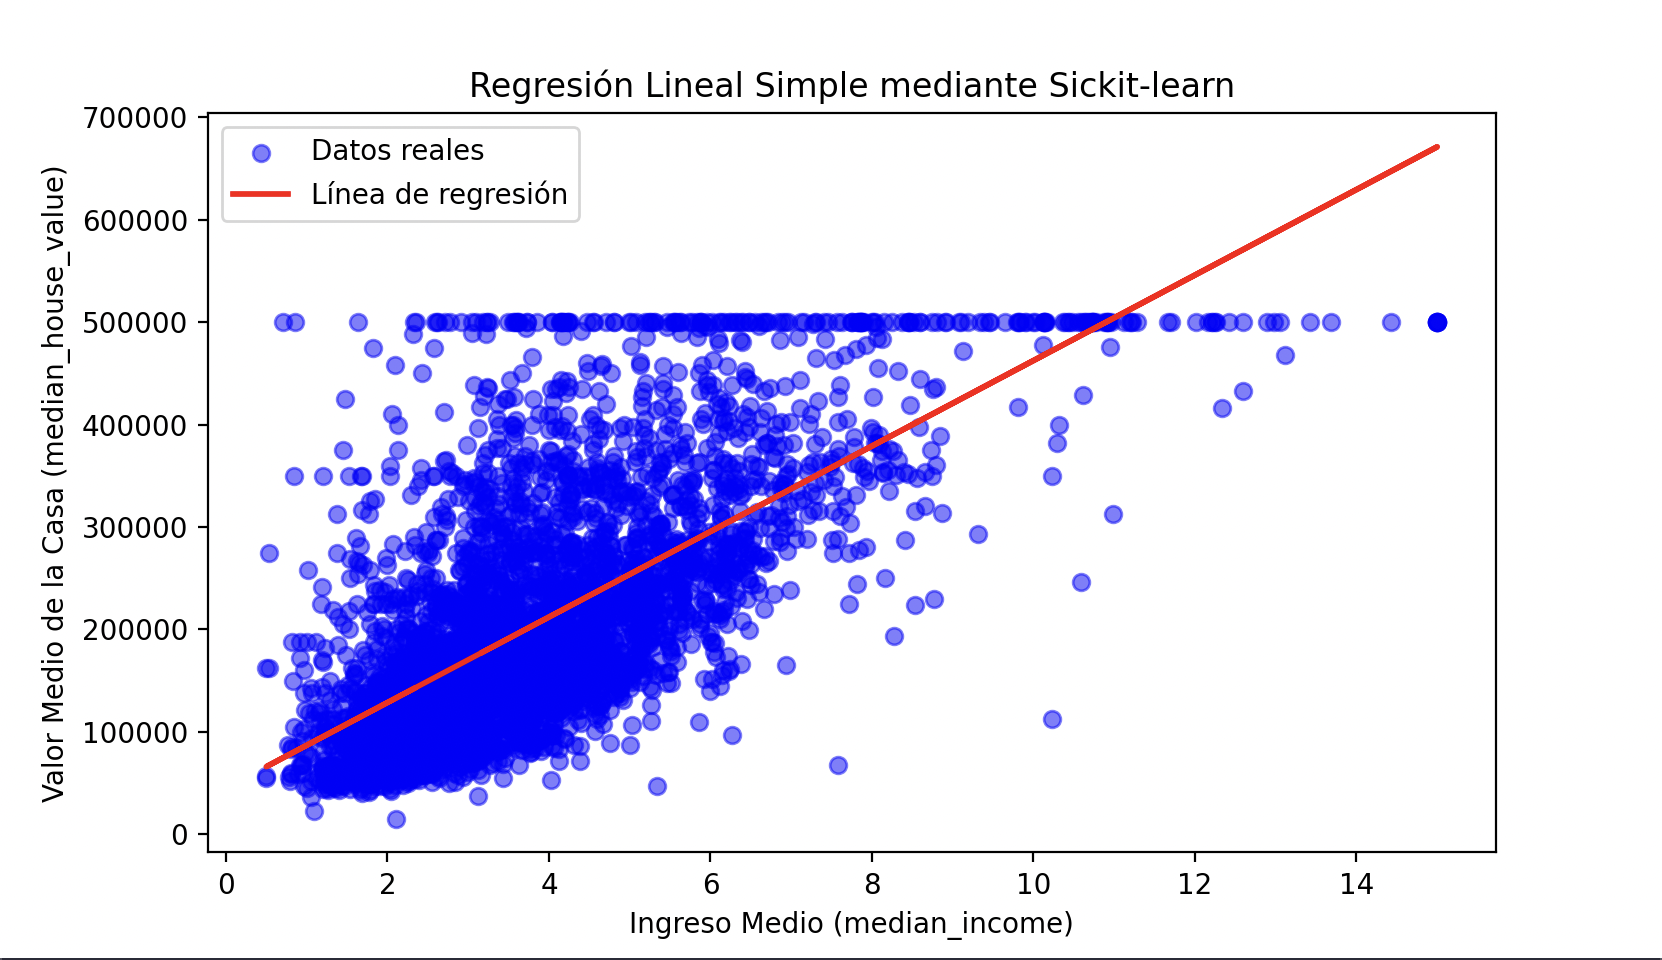 Regresión Lineal Simple mediante Sickit-learn
Datos reales
Línea de regresión
Valor Medio de la Casa (median_house_value)
700000
600000
500000
400000
300000
200000
100000
0
0 2 4 6 8 10 12 14
Ingreso Medio (median_income)